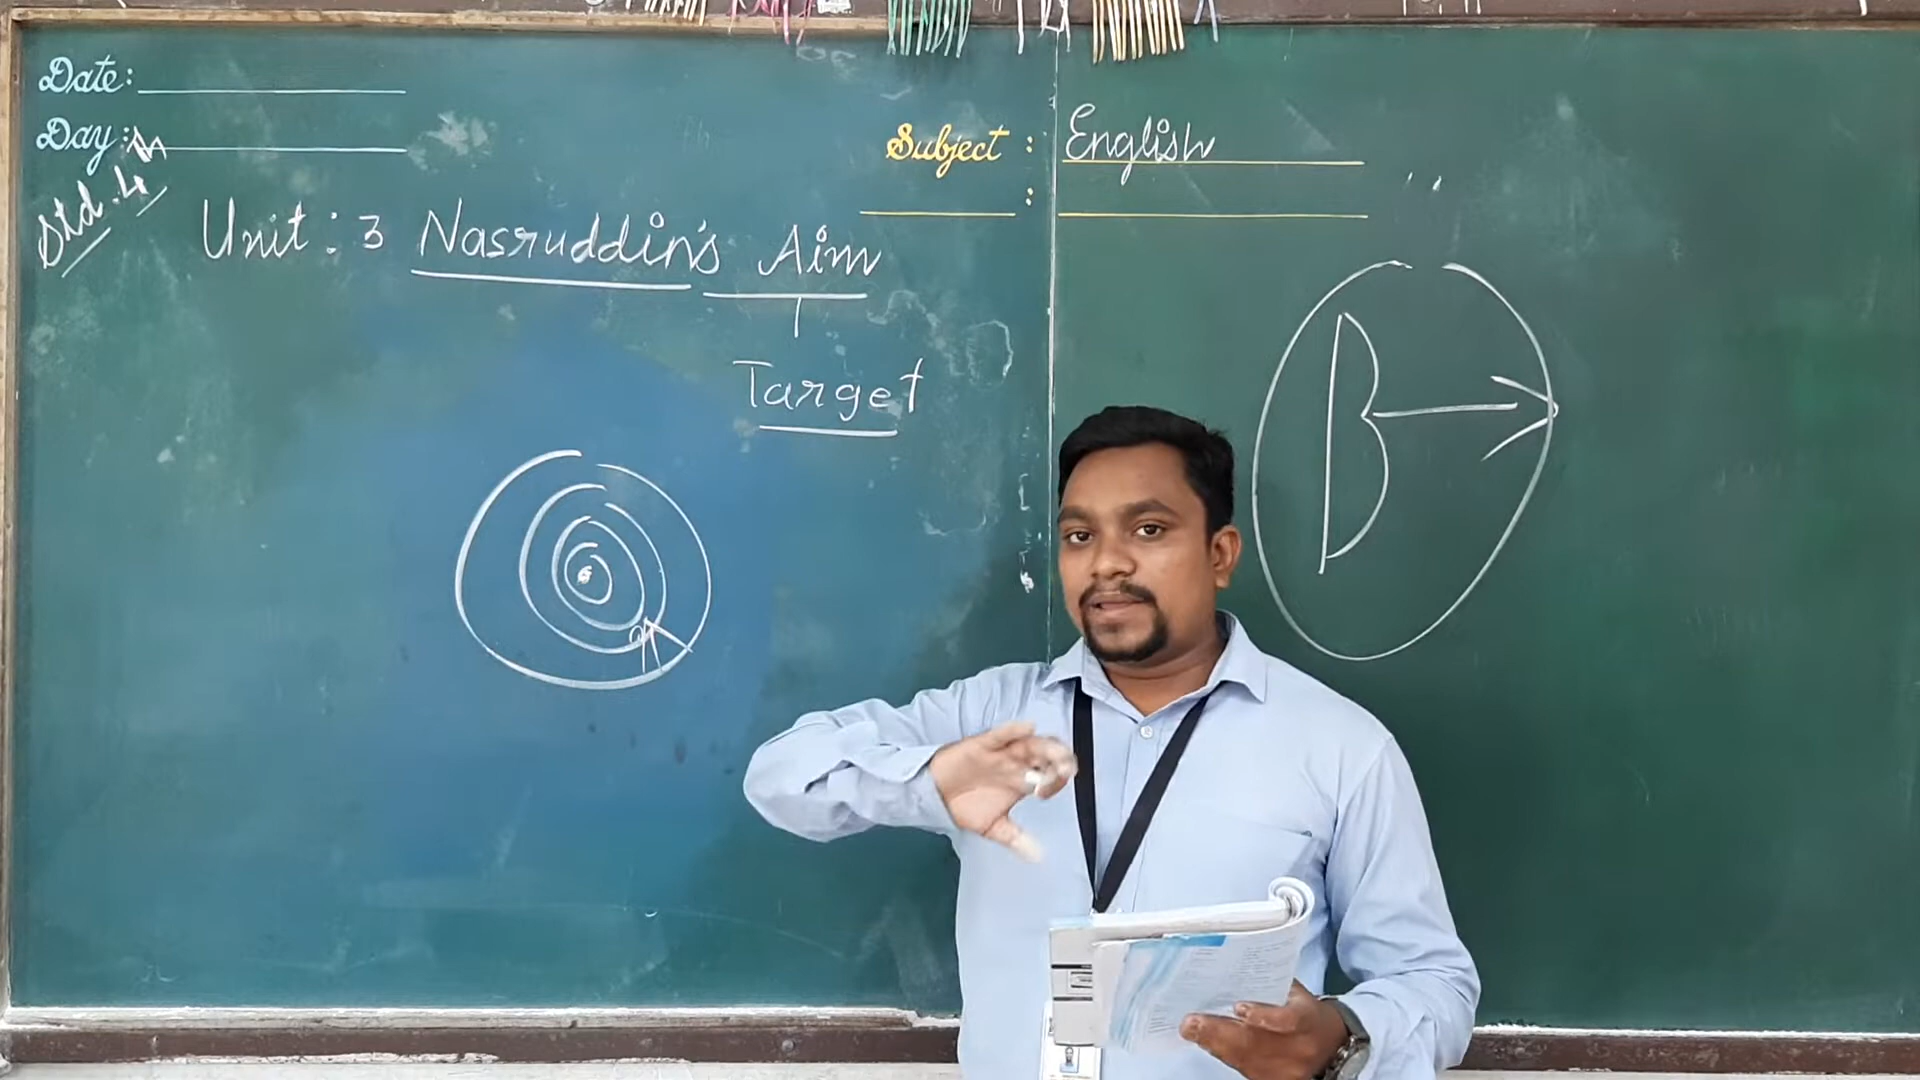 Date:
Day:
Std. 4th
Subject : English
:
Unit : 3 Nasruddin's Aim
Target